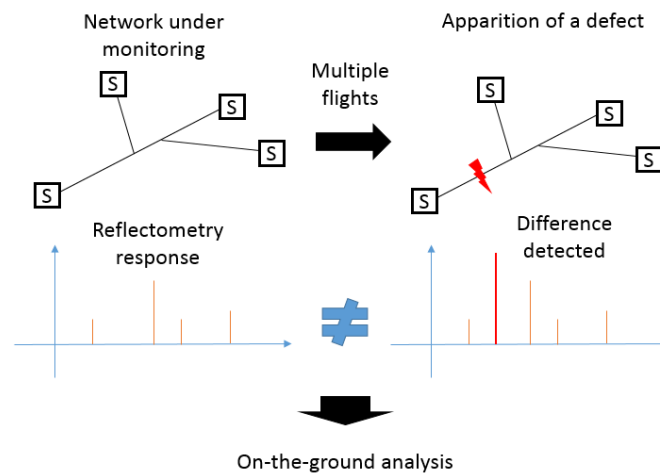 Network under
monitoring
Apparition of a defect
Multiple
flights
S
S
S
S
S
S
S
S
Reflectometry
response
Difference
detected
≠
On-the-ground analysis